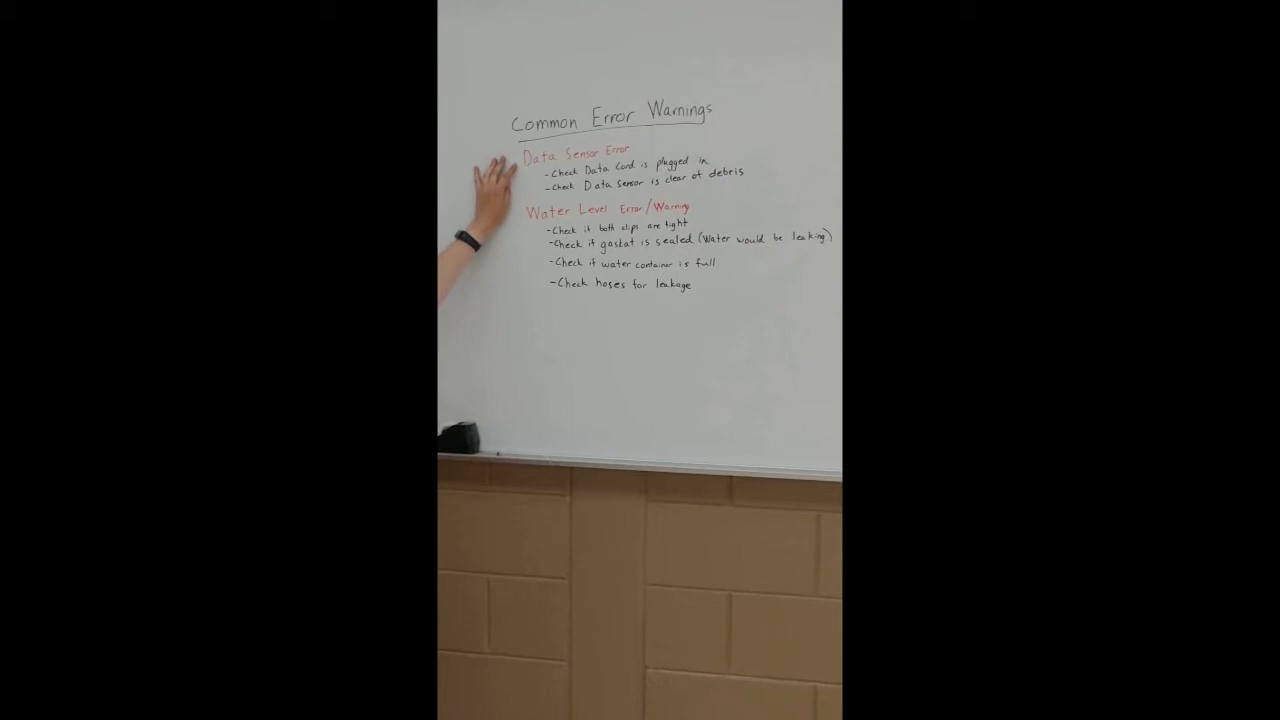 Common Error Warnings
Data Sensor Error
-Check Data Cord is plugged in
-Check Data Sensor is clear of debris
Water Level Error/Warning
-Check if both clips are tight
-Check if gaskat is sealed (Water would be leaking)
-Check if water container is full
-Check hoses for leakage